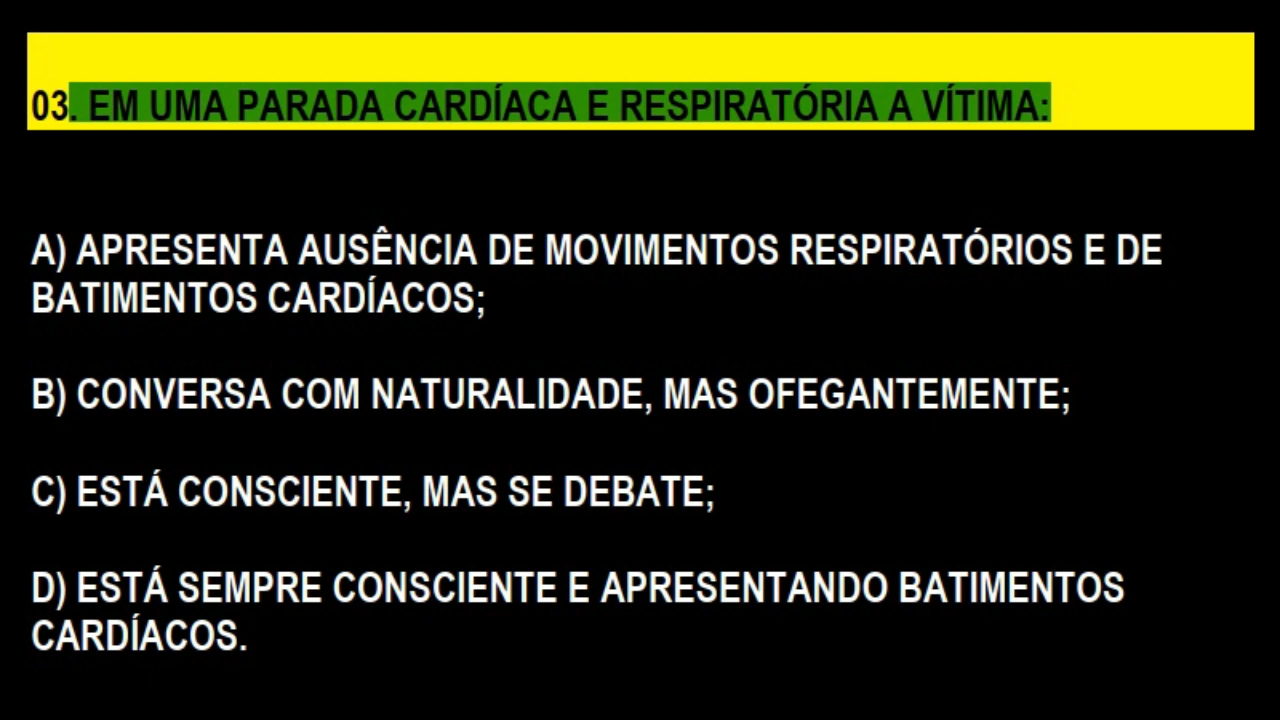 03. EM UMA PARADA CARDÍACA E RESPIRATÓRIA A VÍTIMA:
A) APRESENTA AUSÊNCIA DE MOVIMENTOS RESPIRATÓRIOS E DE
BATIMENTOS CARDÍACOS;
B) CONVERSA COM NATURALIDADE, MAS OFEGANTEMENTE;
C) ESTÁ CONSCIENTE, MAS SE DEBATE;
D) ESTÁ SEMPRE CONSCIENTE E APRESENTANDO BATIMENTOS
CARDÍACOS.